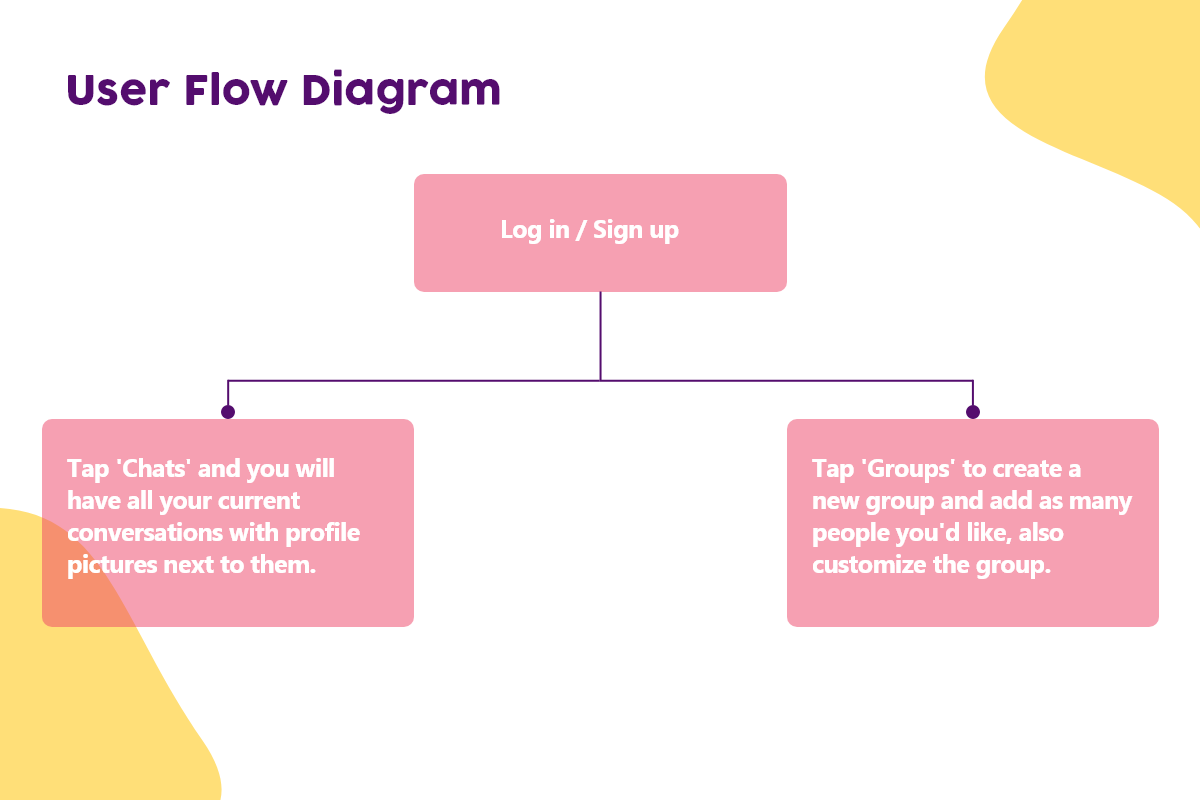 User Flow Diagram
Log in / Sign up
Tap 'Chats' and you will
have all your current
conversations with profile
pictures next to them.
Tap 'Groups' to create a
new group and add as many
people you'd like, also
customize the group.